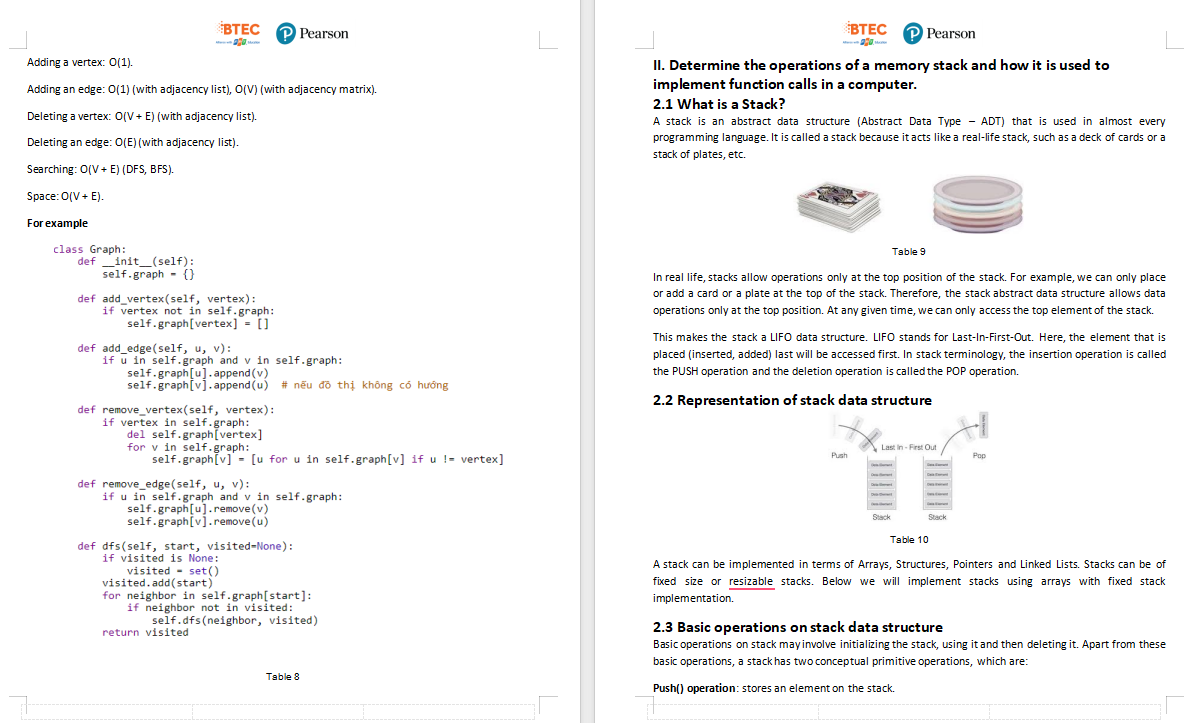 BTEC
Pearson
Adding a vertex: O(1).
Adding an edge: O(1) (with adjacency list), O(V) (with adjacency matrix).
Deleting a vertex: O(V + E) (with adjacency list).
Deleting an edge: O(E) (with adjacency list).
Searching: O(V + E) (DFS, BFS).
Space: O(V + E).
For example
class Graph:
def __init__(self):
self.graph = {}
def add_vertex(self, vertex):
if vertex not in self.graph:
self.graph[vertex] = []
def add_edge(self, u, v):
if u in self.graph and v in self.graph:
self.graph[u].append(v)
self.graph[v].append(u) # nếu đồ thị không có hướng
def remove_vertex(self, vertex):
if vertex in self.graph:
del self.graph[vertex]
for v in self.graph:
self.graph[v] = [u for u in self.graph[v] if u != vertex]
def remove_edge(self, u, v):
if u in self.graph and v in self.graph:
self.graph[u].remove(v)
self.graph[v].remove(u)
def dfs(self, start, visited=None):
if visited is None:
visited = set()
visited.add(start)
for neighbor in self.graph[start]:
if neighbor not in visited:
self.dfs(neighbor, visited)
return visited
Table 8
BTEC
Pearson
II. Determine the operations of a memory stack and how it is used to
implement function calls in a computer.
2.1 What is a Stack?
A stack is an abstract data structure (Abstract Data Type – ADT) that is used in almost every
programming language. It is called a stack because it acts like a real-life stack, such as a deck of cards or a
stack of plates, etc.
Table 9
In real life, stacks allow operations only at the top position of the stack. For example, we can only place
or add a card or a plate at the top of the stack. Therefore, the stack abstract data structure allows data
operations only at the top position. At any given time, we can only access the top element of the stack.
This makes the stack a LIFO data structure. LIFO stands for Last-In-First-Out. Here, the element that is
placed (inserted, added) last will be accessed first. In stack terminology, the insertion operation is called
the PUSH operation and the deletion operation is called the POP operation.
2.2 Representation of stack data structure
Last In - First Out
Push
Pop
Data Element Data Element
Data Element Data Element
Data Element Data Element
Data Element Data Element
Data Element Data Element
Stack
Stack
Table 10
A stack can be implemented in terms of Arrays, Structures, Pointers and Linked Lists. Stacks can be of
fixed size or resizable stacks. Below we will implement stacks using arrays with fixed stack
implementation.
2.3 Basic operations on stack data structure
Basic operations on stack may involve initializing the stack, using it and then deleting it. Apart from these
basic operations, a stack has two conceptual primitive operations, which are:
Push() operation: stores an element on the stack.